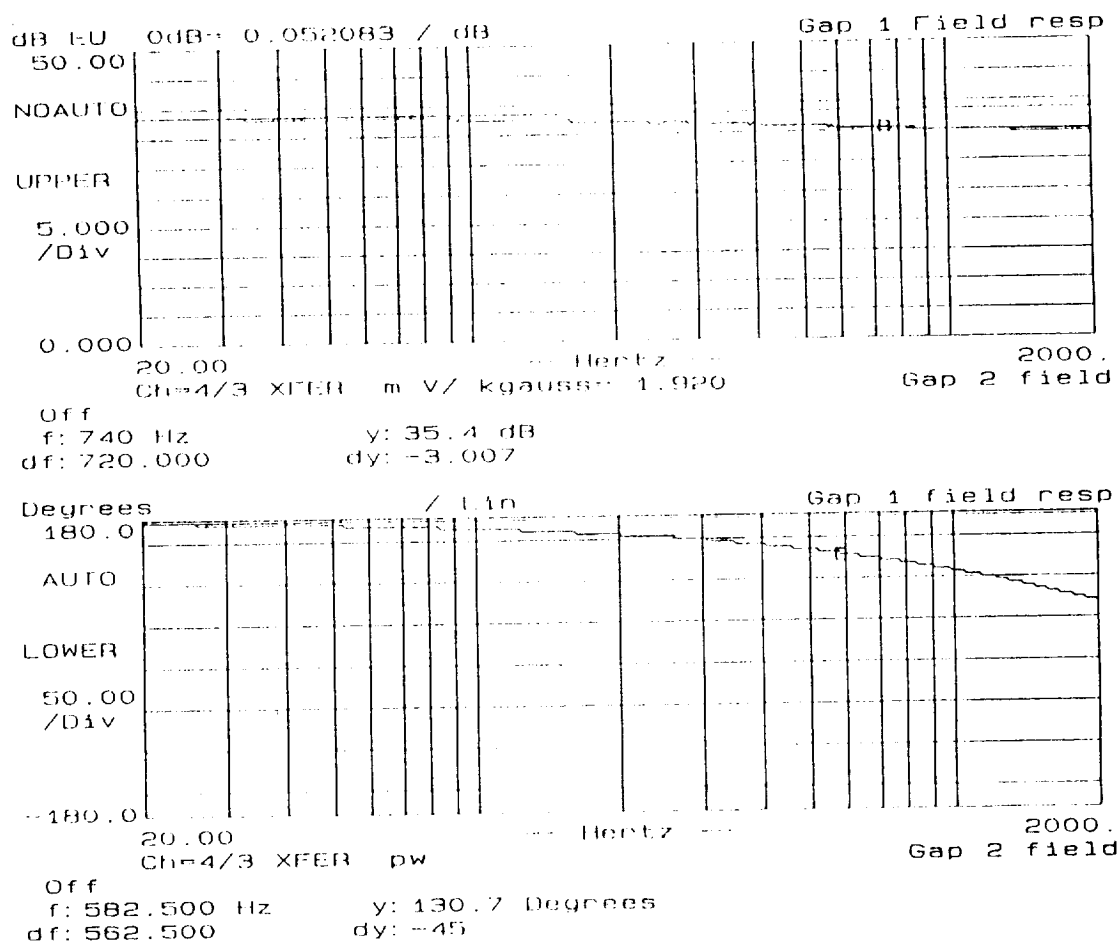 dB EU 0dB= 0.052083 / dB Gap 1 Field resp
50.00
NOAUTO
UPPER
5.000
/Div
0.000
20.00 -- Hertz -- 2000.
Ch=4/3 XFER m V/ kgauss= 1.920 Gap 2 field
Off
f: 740 Hz y: 35.4 dB
df: 720.000 dy: -3.007
Degrees / Lin Gap 1 field resp
180.0
AUTO
LOWER
50.00
/Div
-180.0
20.00 -- Hertz -- 2000.
Ch=4/3 XFER pw Gap 2 field
Off
f: 582.500 Hz y: 130.7 Degrees
df: 562.500 dy: -45